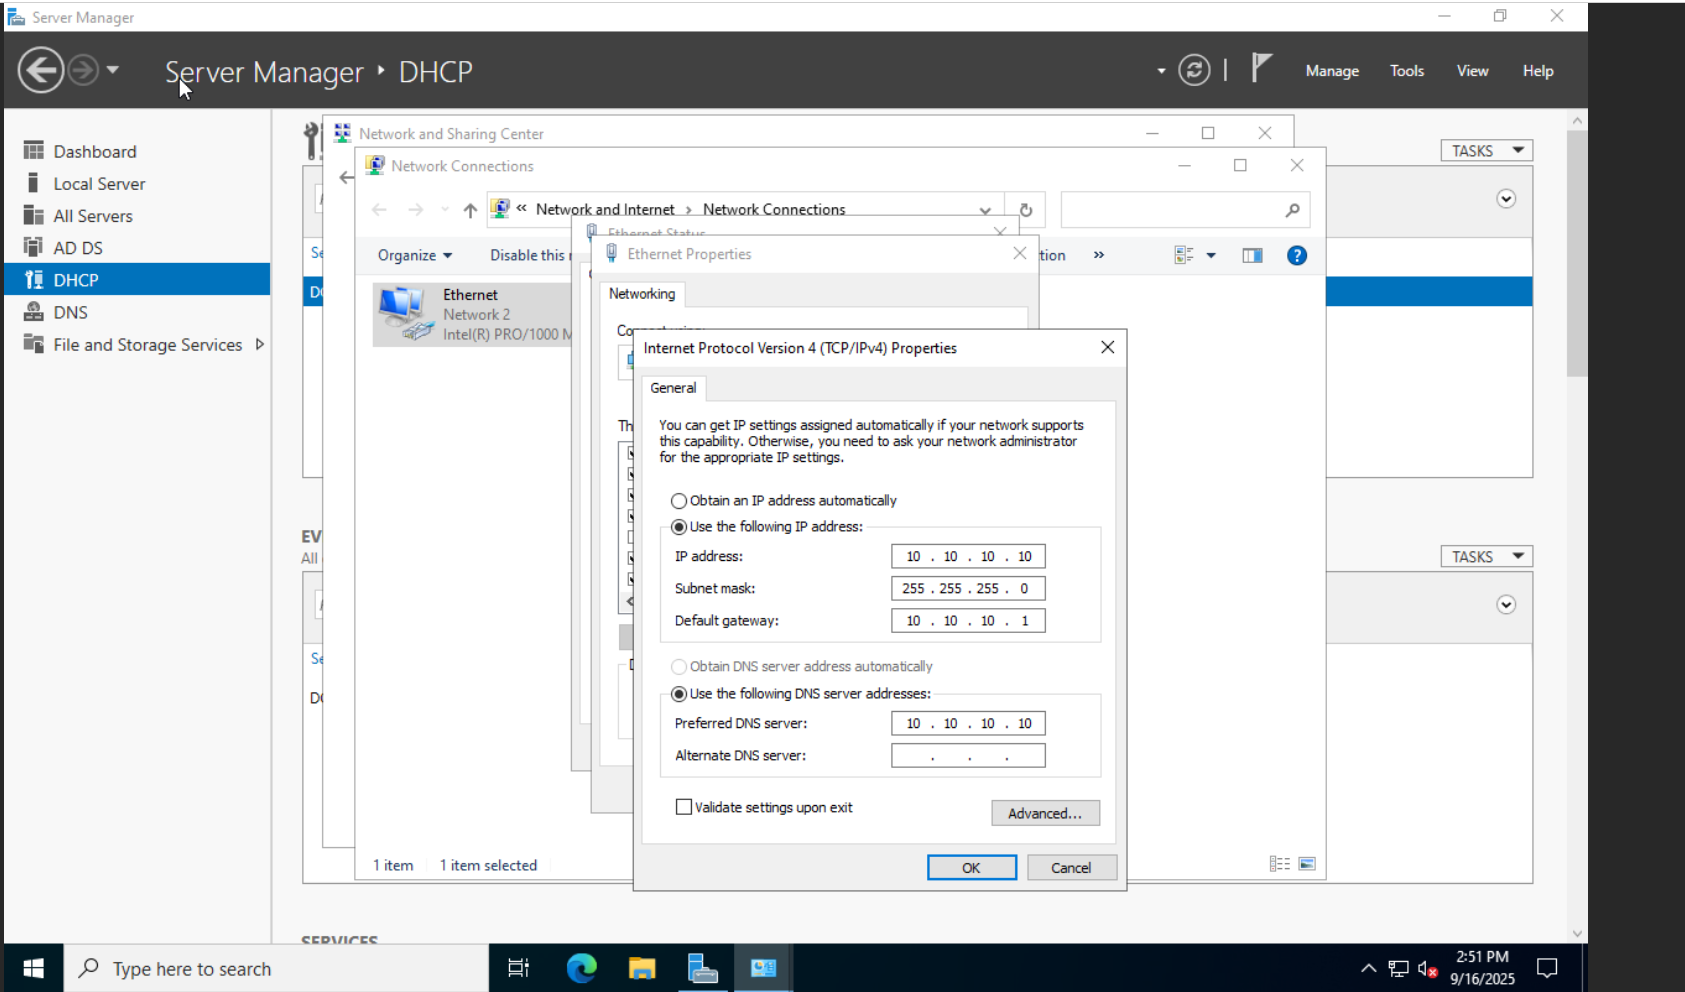 Server Manager
Server Manager ‣ DHCP
Manage Tools View Help
Dashboard
Local Server
All Servers
AD DS
DHCP
DNS
File and Storage Services
TASKS
Network and Sharing Center
Network Connections
« Network and Internet › Network Connections
Organize Disable this tion »
Ethernet
Network 2
Intel(R) PRO/1000 M
Ethernet Status
Ethernet Properties
Networking
Internet Protocol Version 4 (TCP/IPv4) Properties
General
You can get IP settings assigned automatically if your network supports
this capability. Otherwise, you need to ask your network administrator
for the appropriate IP settings.
Obtain an IP address automatically
Use the following IP address:
IP address: 10 . 10 . 10 . 10
Subnet mask: 255 . 255 . 255 . 0
Default gateway: 10 . 10 . 10 . 1
Obtain DNS server address automatically
Use the following DNS server addresses:
Preferred DNS server: 10 . 10 . 10 . 10
Alternate DNS server: . . .
Validate settings upon exit
Advanced...
OK Cancel
EV
All
TASKS
1 item 1 item selected
SERVICES
Type here to search
2:51 PM
9/16/2025